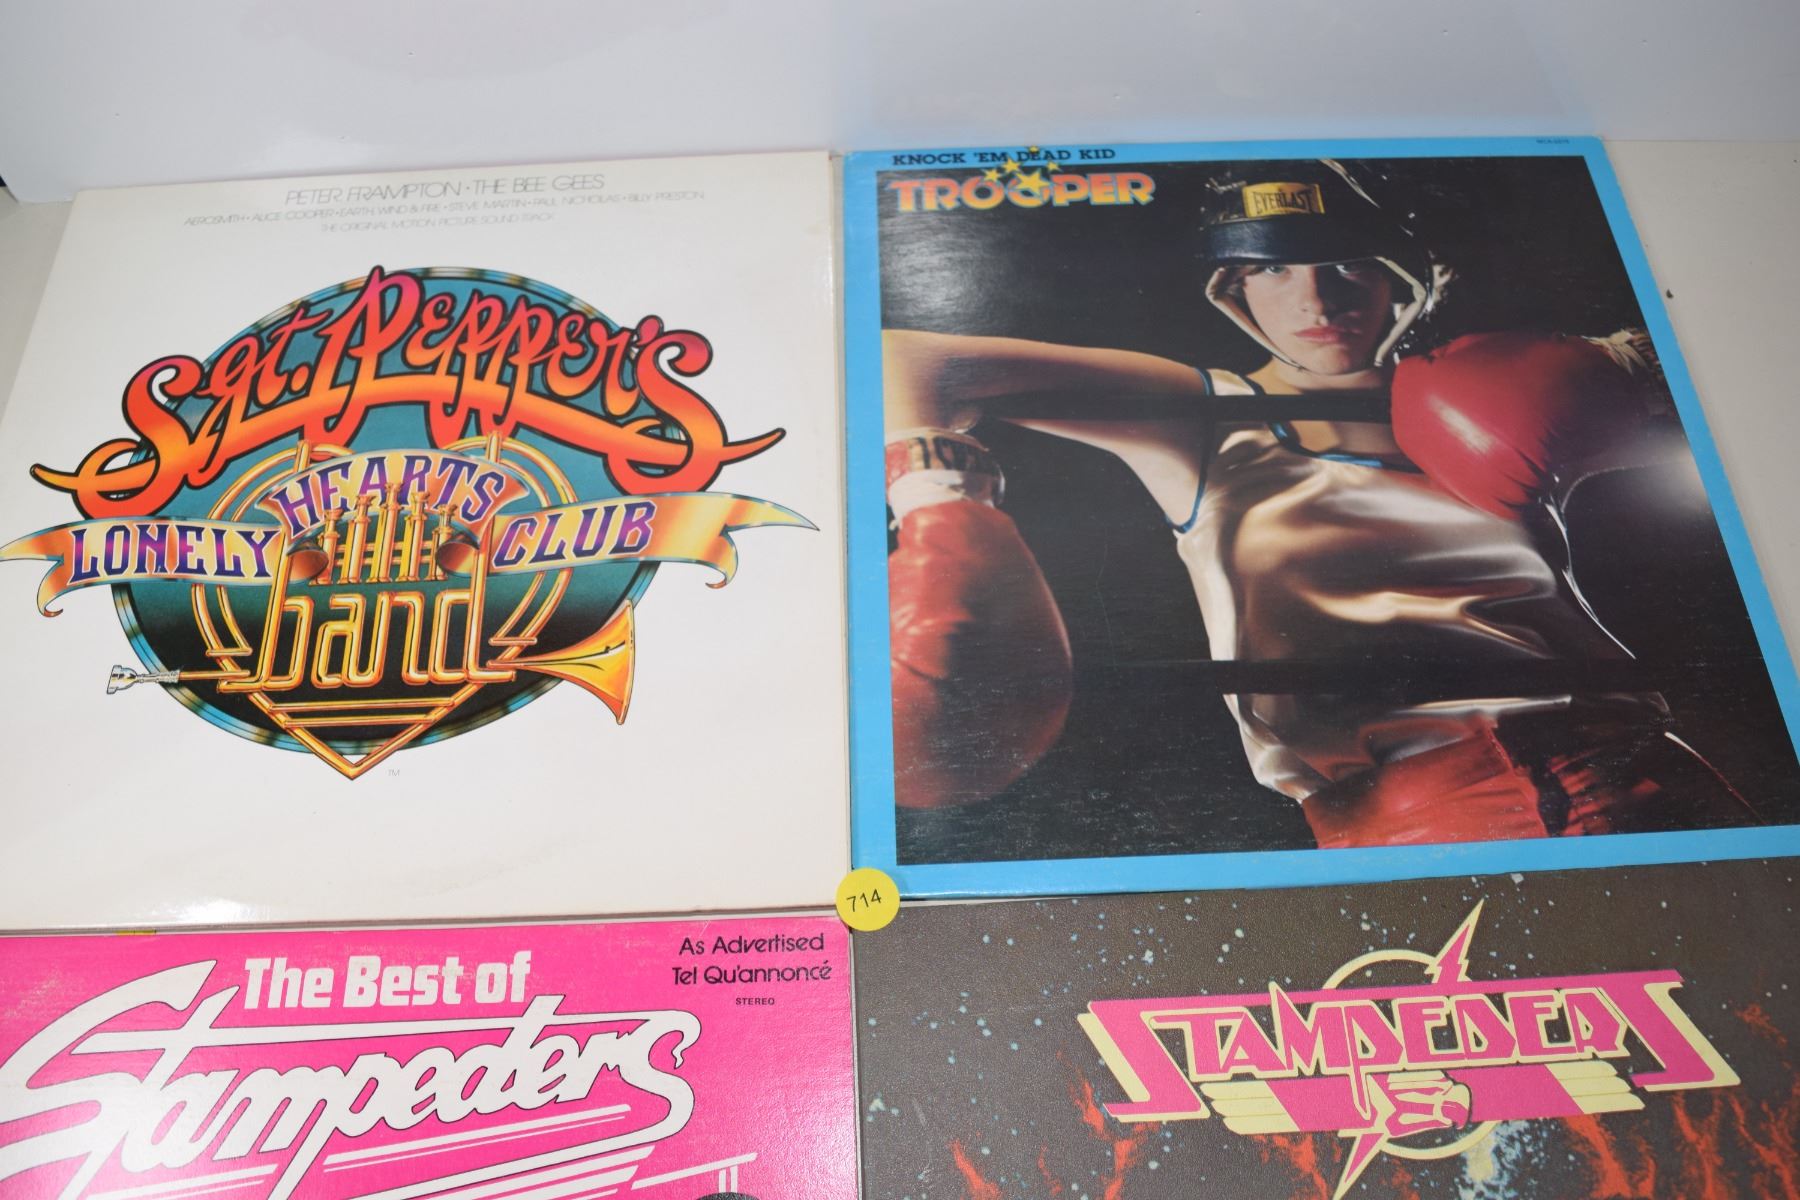 PETER FRAMPTON • THE BEE GEES
AEROSMITH • ALICE COOPER • EARTH, WIND & FIRE • STEVE MARTIN • PAUL NICHOLAS • BILLY PRESTON
THE ORIGINAL MOTION PICTURE SOUND TRACK
Sgt. Pepper's
LONELY HEARTS CLUB
band
TM
KNOCK 'EM DEAD KID
TROOPER
EVERLAST
714
The Best of
Stampeders
As Advertised
Tel Qu'annoncé
STEREO
STAMPEDERS